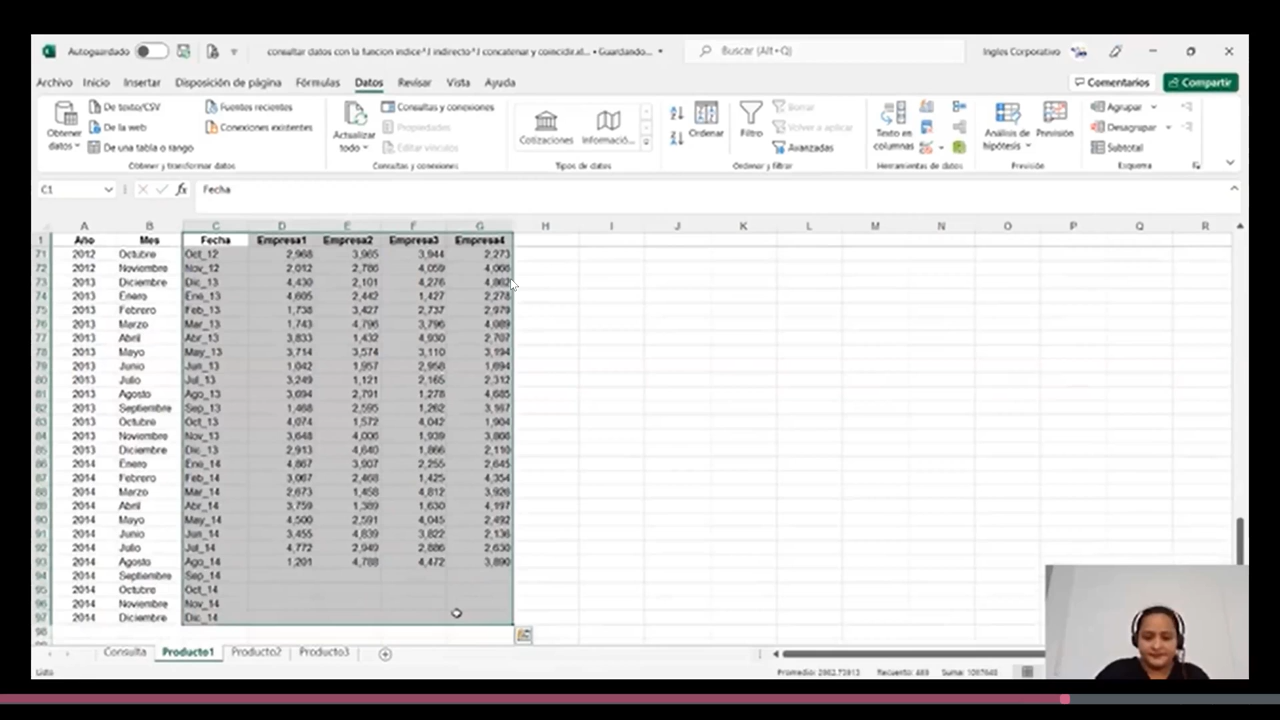 Autoguardado consultar datos con la funcion indice^J indirecto^J concatenar y coincidir.xl... • Guardando... Buscar (Alt+Q) Ingles Corporativo
Archivo Inicio Insertar Disposición de página Fórmulas Datos Revisar Vista Ayuda Comentarios Compartir
Obtener datos De texto/CSV De la web De una tabla o rango Fuentes recientes Conexiones existentes
Actualizar todo Consultas y conexiones Propiedades Editar vínculos
Cotizaciones Informació...
Ordenar Filtro Borrar Volver a aplicar Avanzadas
Texto en columnas Análisis de hipótesis Previsión Agrupar Desagrupar Subtotal
Obtener y transformar datos Consultas y conexiones Tipos de datos Ordenar y filtrar Herramientas de datos Previsión Esquema
C1 fx Fecha
A B C D E F G H I J K L M N O P Q R
1 Año Mes Fecha Empresa1 Empresa2 Empresa3 Empresa4
71 2012 Octubre Oct_12 2,968 3,965 3,944 2,273
72 2012 Noviembre Nov_12 2,012 2,786 4,059
73 2013 Diciembre Dic_13 4,430 2,101 4,276
74 2013 Enero Ene_13 4,605 2,442 1,427 2,278
75 2013 Febrero Feb_13 1,738 3,427 2,737 2,979
76 2013 Marzo Mar_13 1,743 4,796 3,796 4,089
77 2013 Abril Abr_13 3,833 1,432 4,930 2,707
78 2013 Mayo May_13 3,714 3,574 3,110 3,194
79 2013 Junio Jun_13 1,042 1,957 2,958 1,694
80 2013 Julio Jul_13 3,249 1,121 2,165 2,312
81 2013 Agosto Ago_13 3,694 2,791 1,278 4,685
82 2013 Septiembre Sep_13 1,468 2,595 1,262 3,167
83 2013 Octubre Oct_13 4,074 1,572 4,042 1,904
84 2013 Noviembre Nov_13 3,648 4,006 1,939
85 2013 Diciembre Dic_13 2,913 4,640 1,866 2,110
86 2014 Enero Ene_14 4,867 3,907 2,255 2,645
87 2014 Febrero Feb_14 3,067 2,468 1,425 4,354
88 2014 Marzo Mar_14 2,673 1,458 4,812 3,926
89 2014 Abril Abr_14 3,759 1,389 1,630 4,197
90 2014 Mayo May_14 4,500 2,591 4,045 2,492
91 2014 Junio Jun_14 3,455 4,839 3,822 2,136
92 2014 Julio Jul_14 4,772 2,949 2,886 2,630
93 2014 Agosto Ago_14 1,201 4,788 4,472 3,890
94 2014 Septiembre Sep_14
95 2014 Octubre Oct_14
96 2014 Noviembre Nov_14
97 2014 Diciembre Dic_14
98
Consulta Producto1 Producto2 Producto3
Listo Promedio: Recuento: 489 Suma: